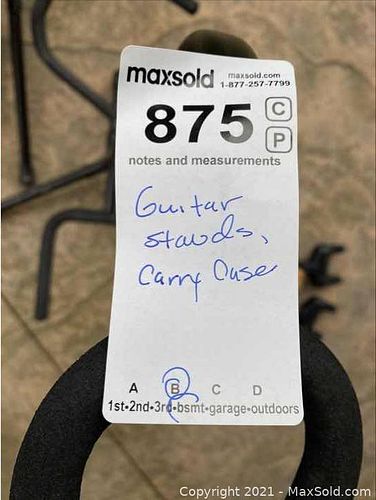 maxsold maxsold.com
1-877-257-7799
875 C
P
notes and measurements
Guitar
stands,
Carry Case
A B C D
1st•2nd•3rd•bsmt•garage•outdoors
Copyright © 2021 - MaxSold.com